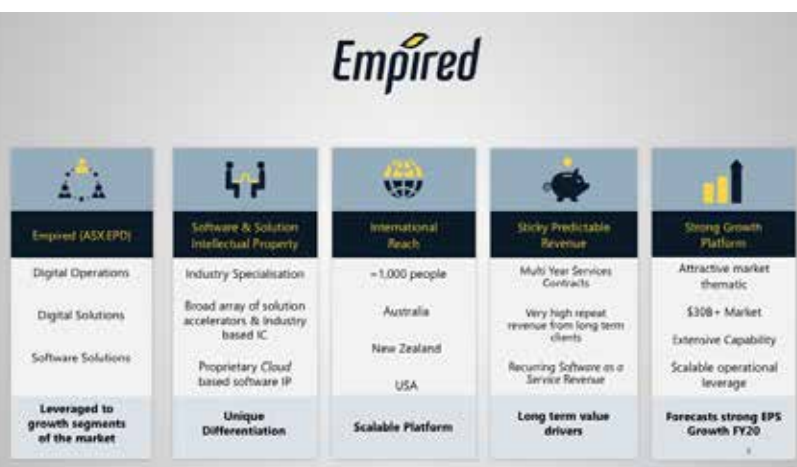 Empired
Empired (ASX:EPD)
Digital Operations
Digital Solutions
Software Solutions
Leveraged to
growth segments
of the market
Software & Solution
Intellectual Property
Industry Specialisation
Broad array of solution
accelerators & Industry
based IC
Proprietary Cloud
based software IP
Unique
Differentiation
International
Reach
~1,000 people
Australia
New Zealand
USA
Scalable Platform
Sticky Predictable
Revenue
Multi Year Services
Contracts
Very high repeat
revenue from long term
clients
Recurring Software as a
Service Revenue
Long term value
drivers
Strong Growth
Platform
Attractive market
thematic
$30B+ Market
Extensive Capability
Scalable operational
leverage
Forecasts strong EPS
Growth FY20